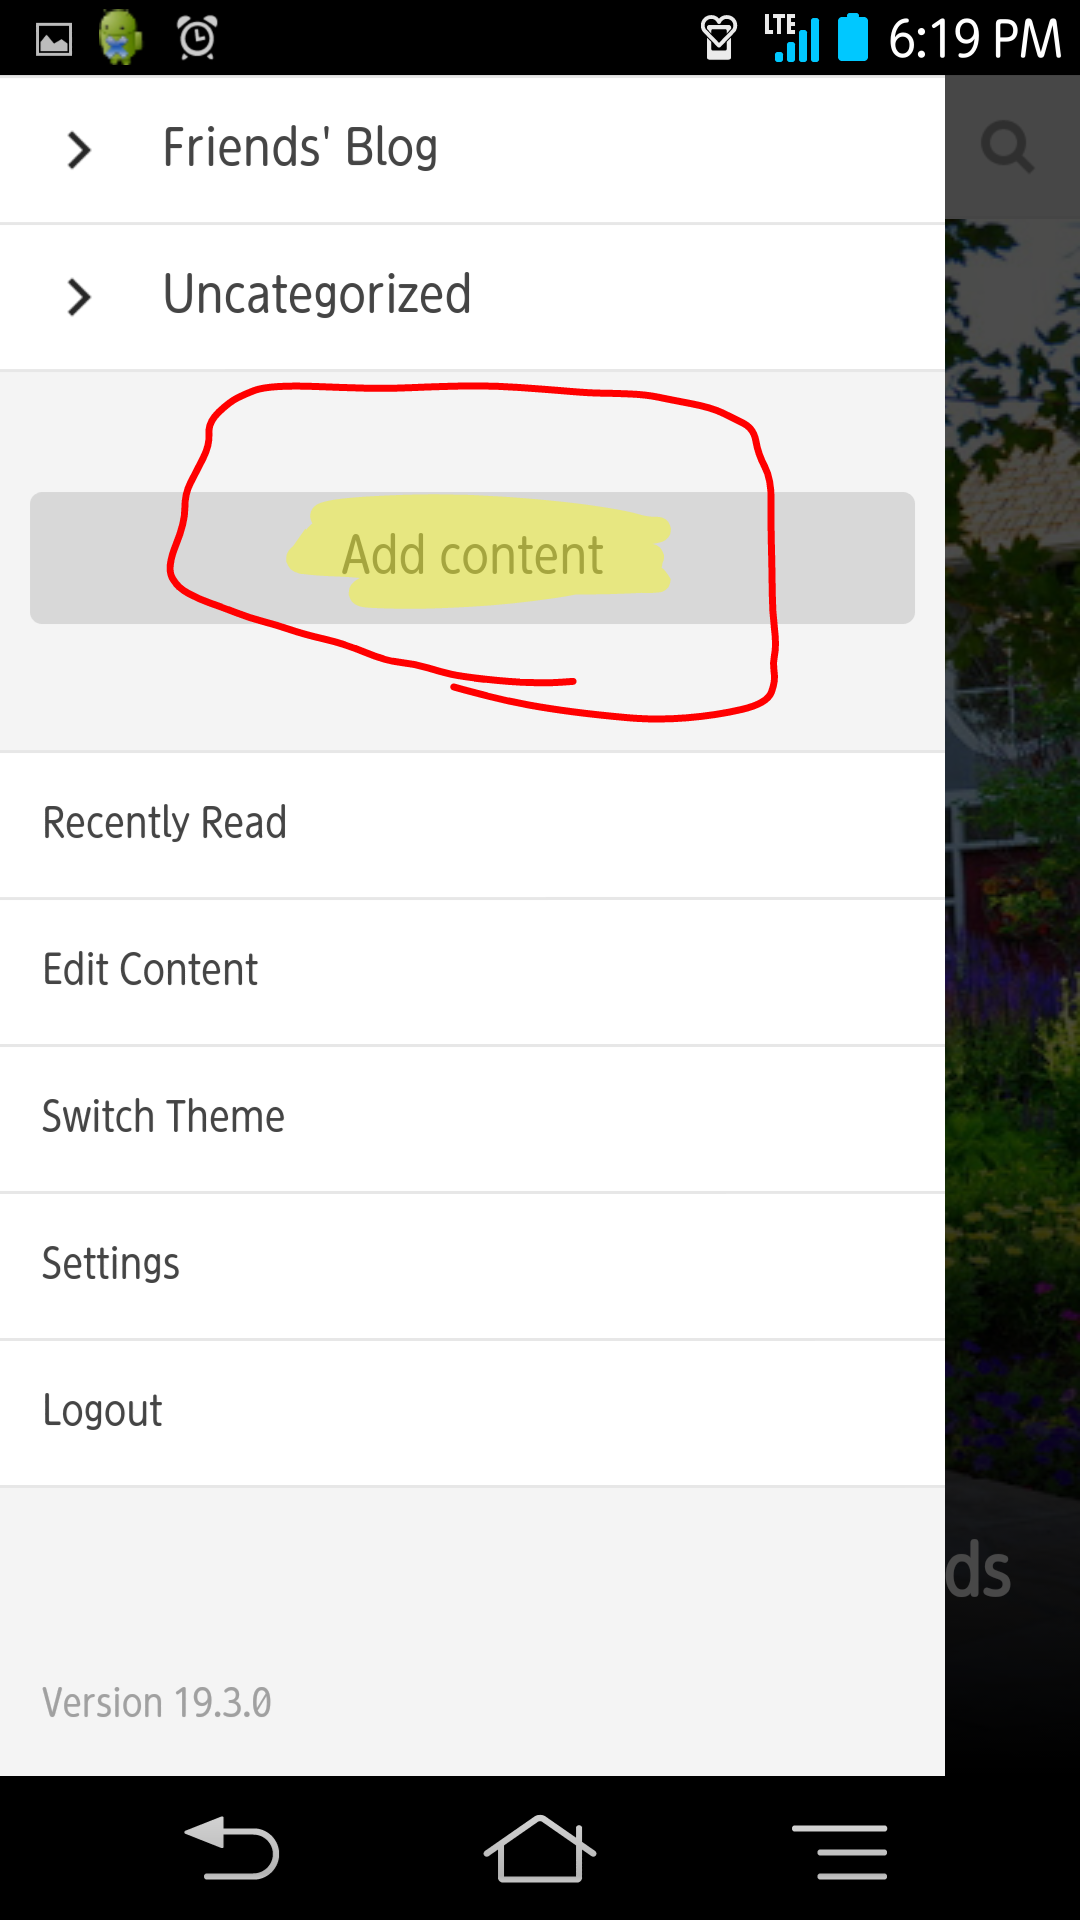 LTE 6:19 PM
Friends' Blog
Uncategorized
Add content
Recently Read
Edit Content
Switch Theme
Settings
Logout
ds
Version 19.3.0